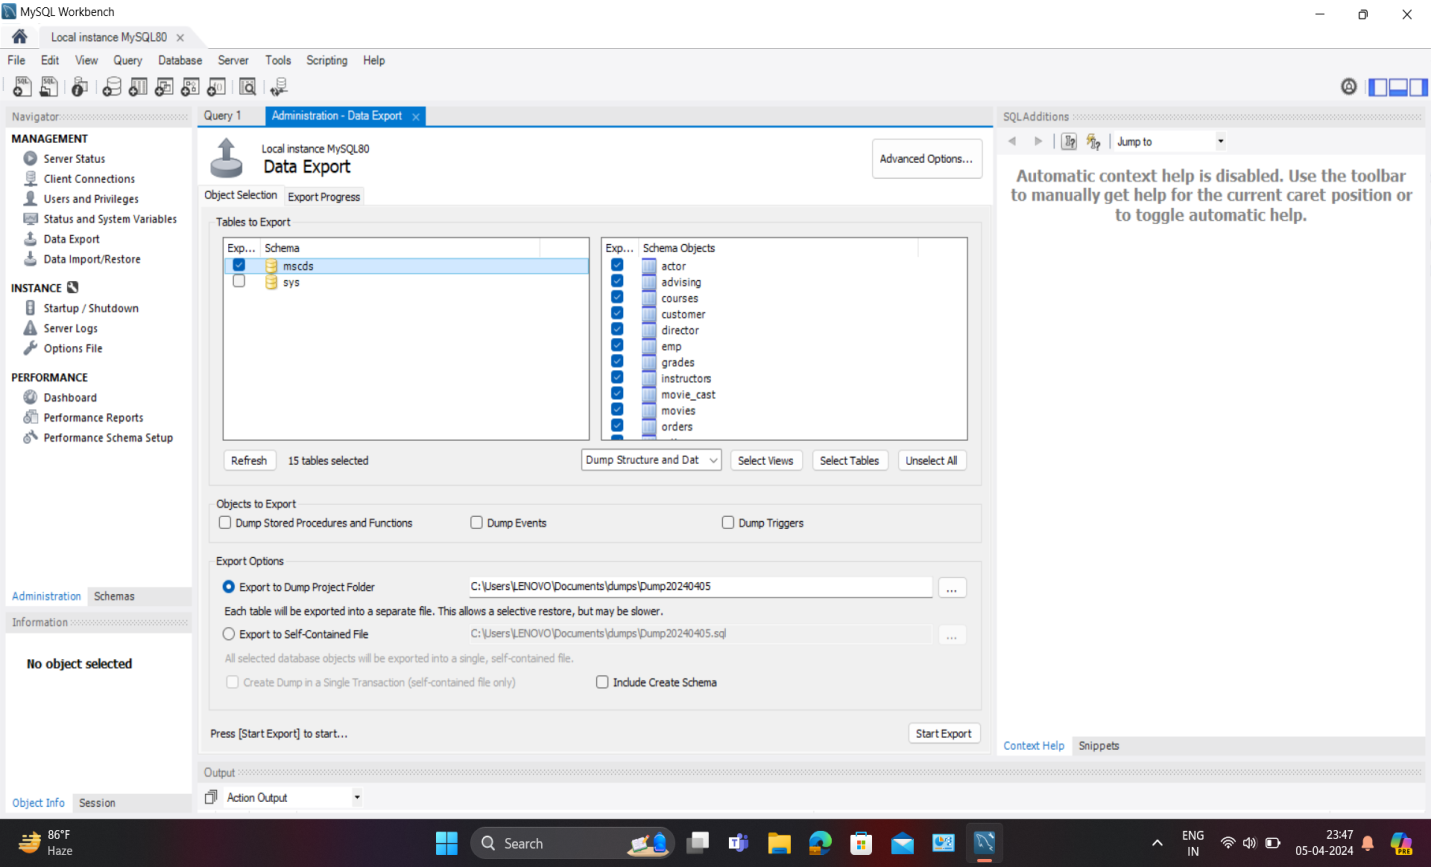 MySQL Workbench
Local instance MySQL80
File Edit View Query Database Server Tools Scripting Help
Navigator
MANAGEMENT
Server Status
Client Connections
Users and Privileges
Status and System Variables
Data Export
Data Import/Restore
INSTANCE
Startup / Shutdown
Server Logs
Options File
PERFORMANCE
Dashboard
Performance Reports
Performance Schema Setup
Administration Schemas
Information
No object selected
Object Info Session
Query 1 Administration - Data Export
Local instance MySQL80
Data Export
Advanced Options...
Object Selection Export Progress
Tables to Export
Exp... Schema
mscds
sys
Exp... Schema Objects
actor
advising
courses
customer
director
emp
grades
instructors
movie_cast
movies
orders
Refresh 15 tables selected Dump Structure and Dat Select Views Select Tables Unselect All
Objects to Export
Dump Stored Procedures and Functions Dump Events Dump Triggers
Export Options
Export to Dump Project Folder C:\Users\LENOVO\Documents\dumps\Dump20240405 ...
Each table will be exported into a separate file. This allows a selective restore, but may be slower.
Export to Self-Contained File C:\Users\LENOVO\Documents\dumps\Dump20240405.sql ...
All selected database objects will be exported into a single, self-contained file.
Create Dump in a Single Transaction (self-contained file only) Include Create Schema
Press [Start Export] to start... Start Export
Output
Action Output
SQLAdditions
Jump to
Automatic context help is disabled. Use the toolbar
to manually get help for the current caret position or
to toggle automatic help.
Context Help Snippets
86°F
Haze
Search
ENG
IN
23:47
05-04-2024
PRE